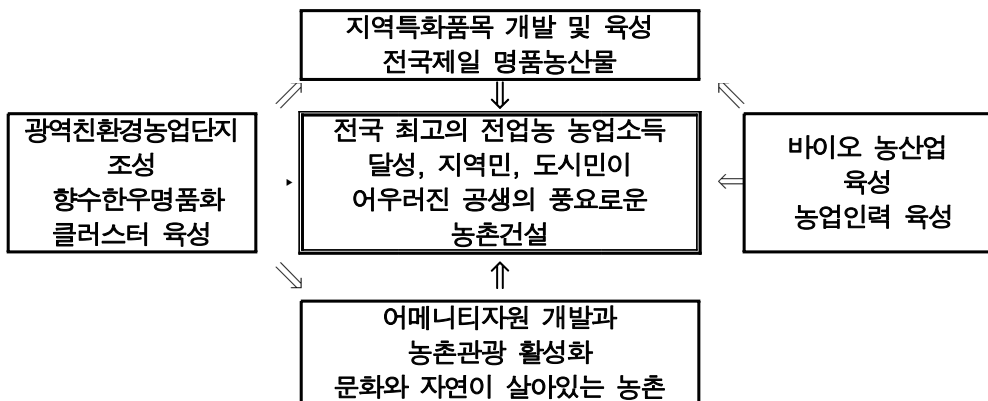 지역특화품목 개발 및 육성
전국제일 명품농산물
광역친환경농업단지
조성
향수한우명품화
클러스터 육성
전국 최고의 전업농 농업소득
달성, 지역민, 도시민이
어우러진 공생의 풍요로운
농촌건설
바이오 농산업
육성
농업인력 육성
어메니티자원 개발과
농촌관광 활성화
문화와 자연이 살아있는 농촌